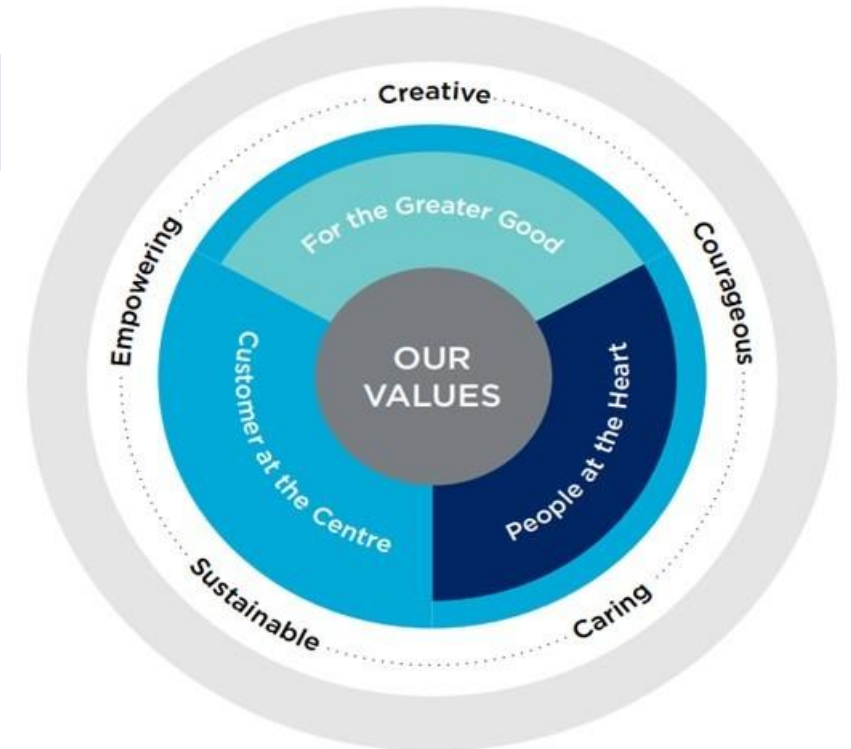 Creative
Courageous
Caring
Sustainable
Empowering
For the Greater Good
People at the Heart
Customer at the Centre
OUR
VALUES